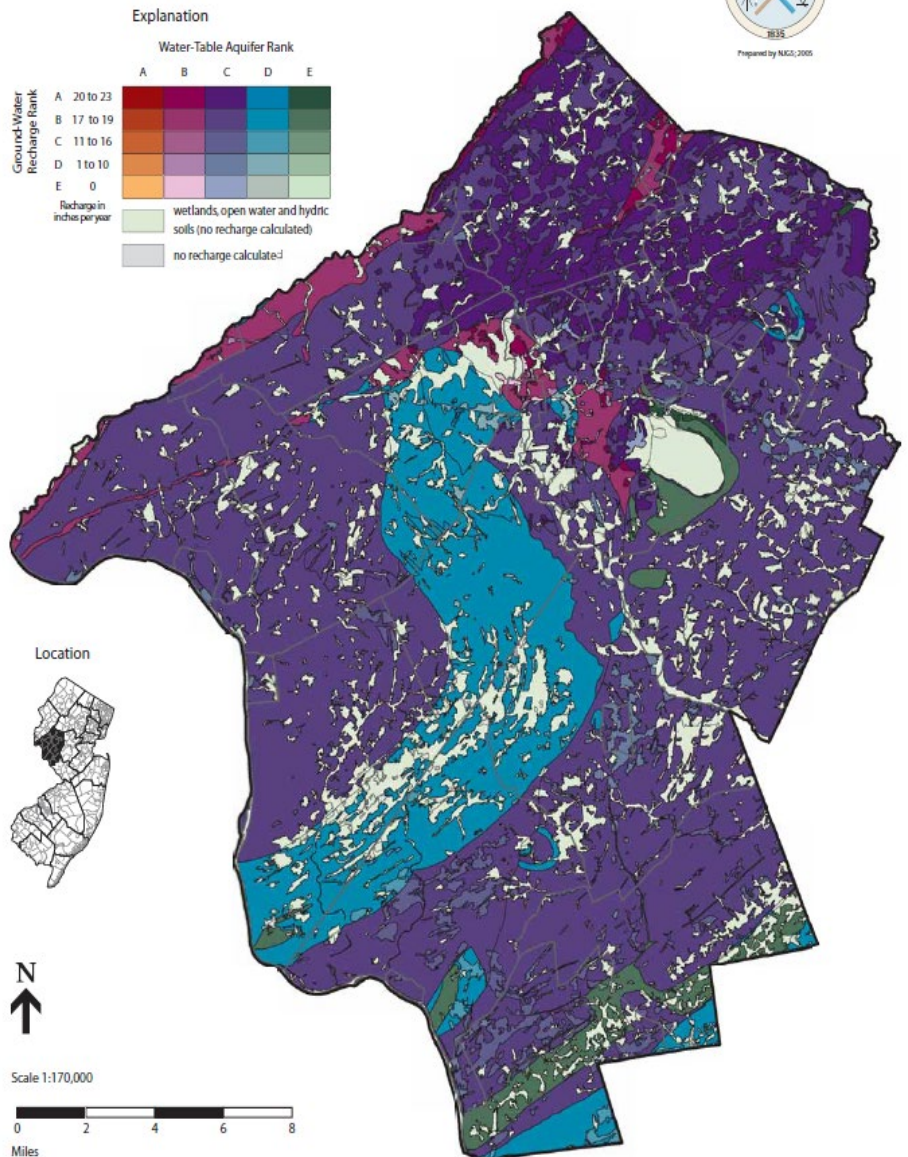 Explanation
Water-Table Aquifer Rank
A B C D E
Ground-Water
Recharge Rank
A 20 to 23
B 17 to 19
C 11 to 16
D 1 to 10
E 0
Recharge in
inches per year
wetlands, open water and hydric
soils (no recharge calculated)
no recharge calculated
1835
Prepared by NJGS; 2005
Location
N
Scale 1:170,000
0 2 4 6 8
Miles